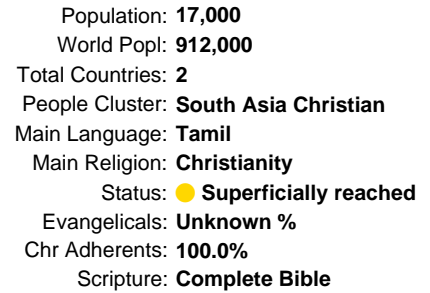 Population: 17,000
World Popl: 912,000
Total Countries: 2
People Cluster: South Asia Christian
Main Language: Tamil
Main Religion: Christianity
Status: Superficially reached
Evangelicals: Unknown %
Chr Adherents: 100.0%
Scripture: Complete Bible